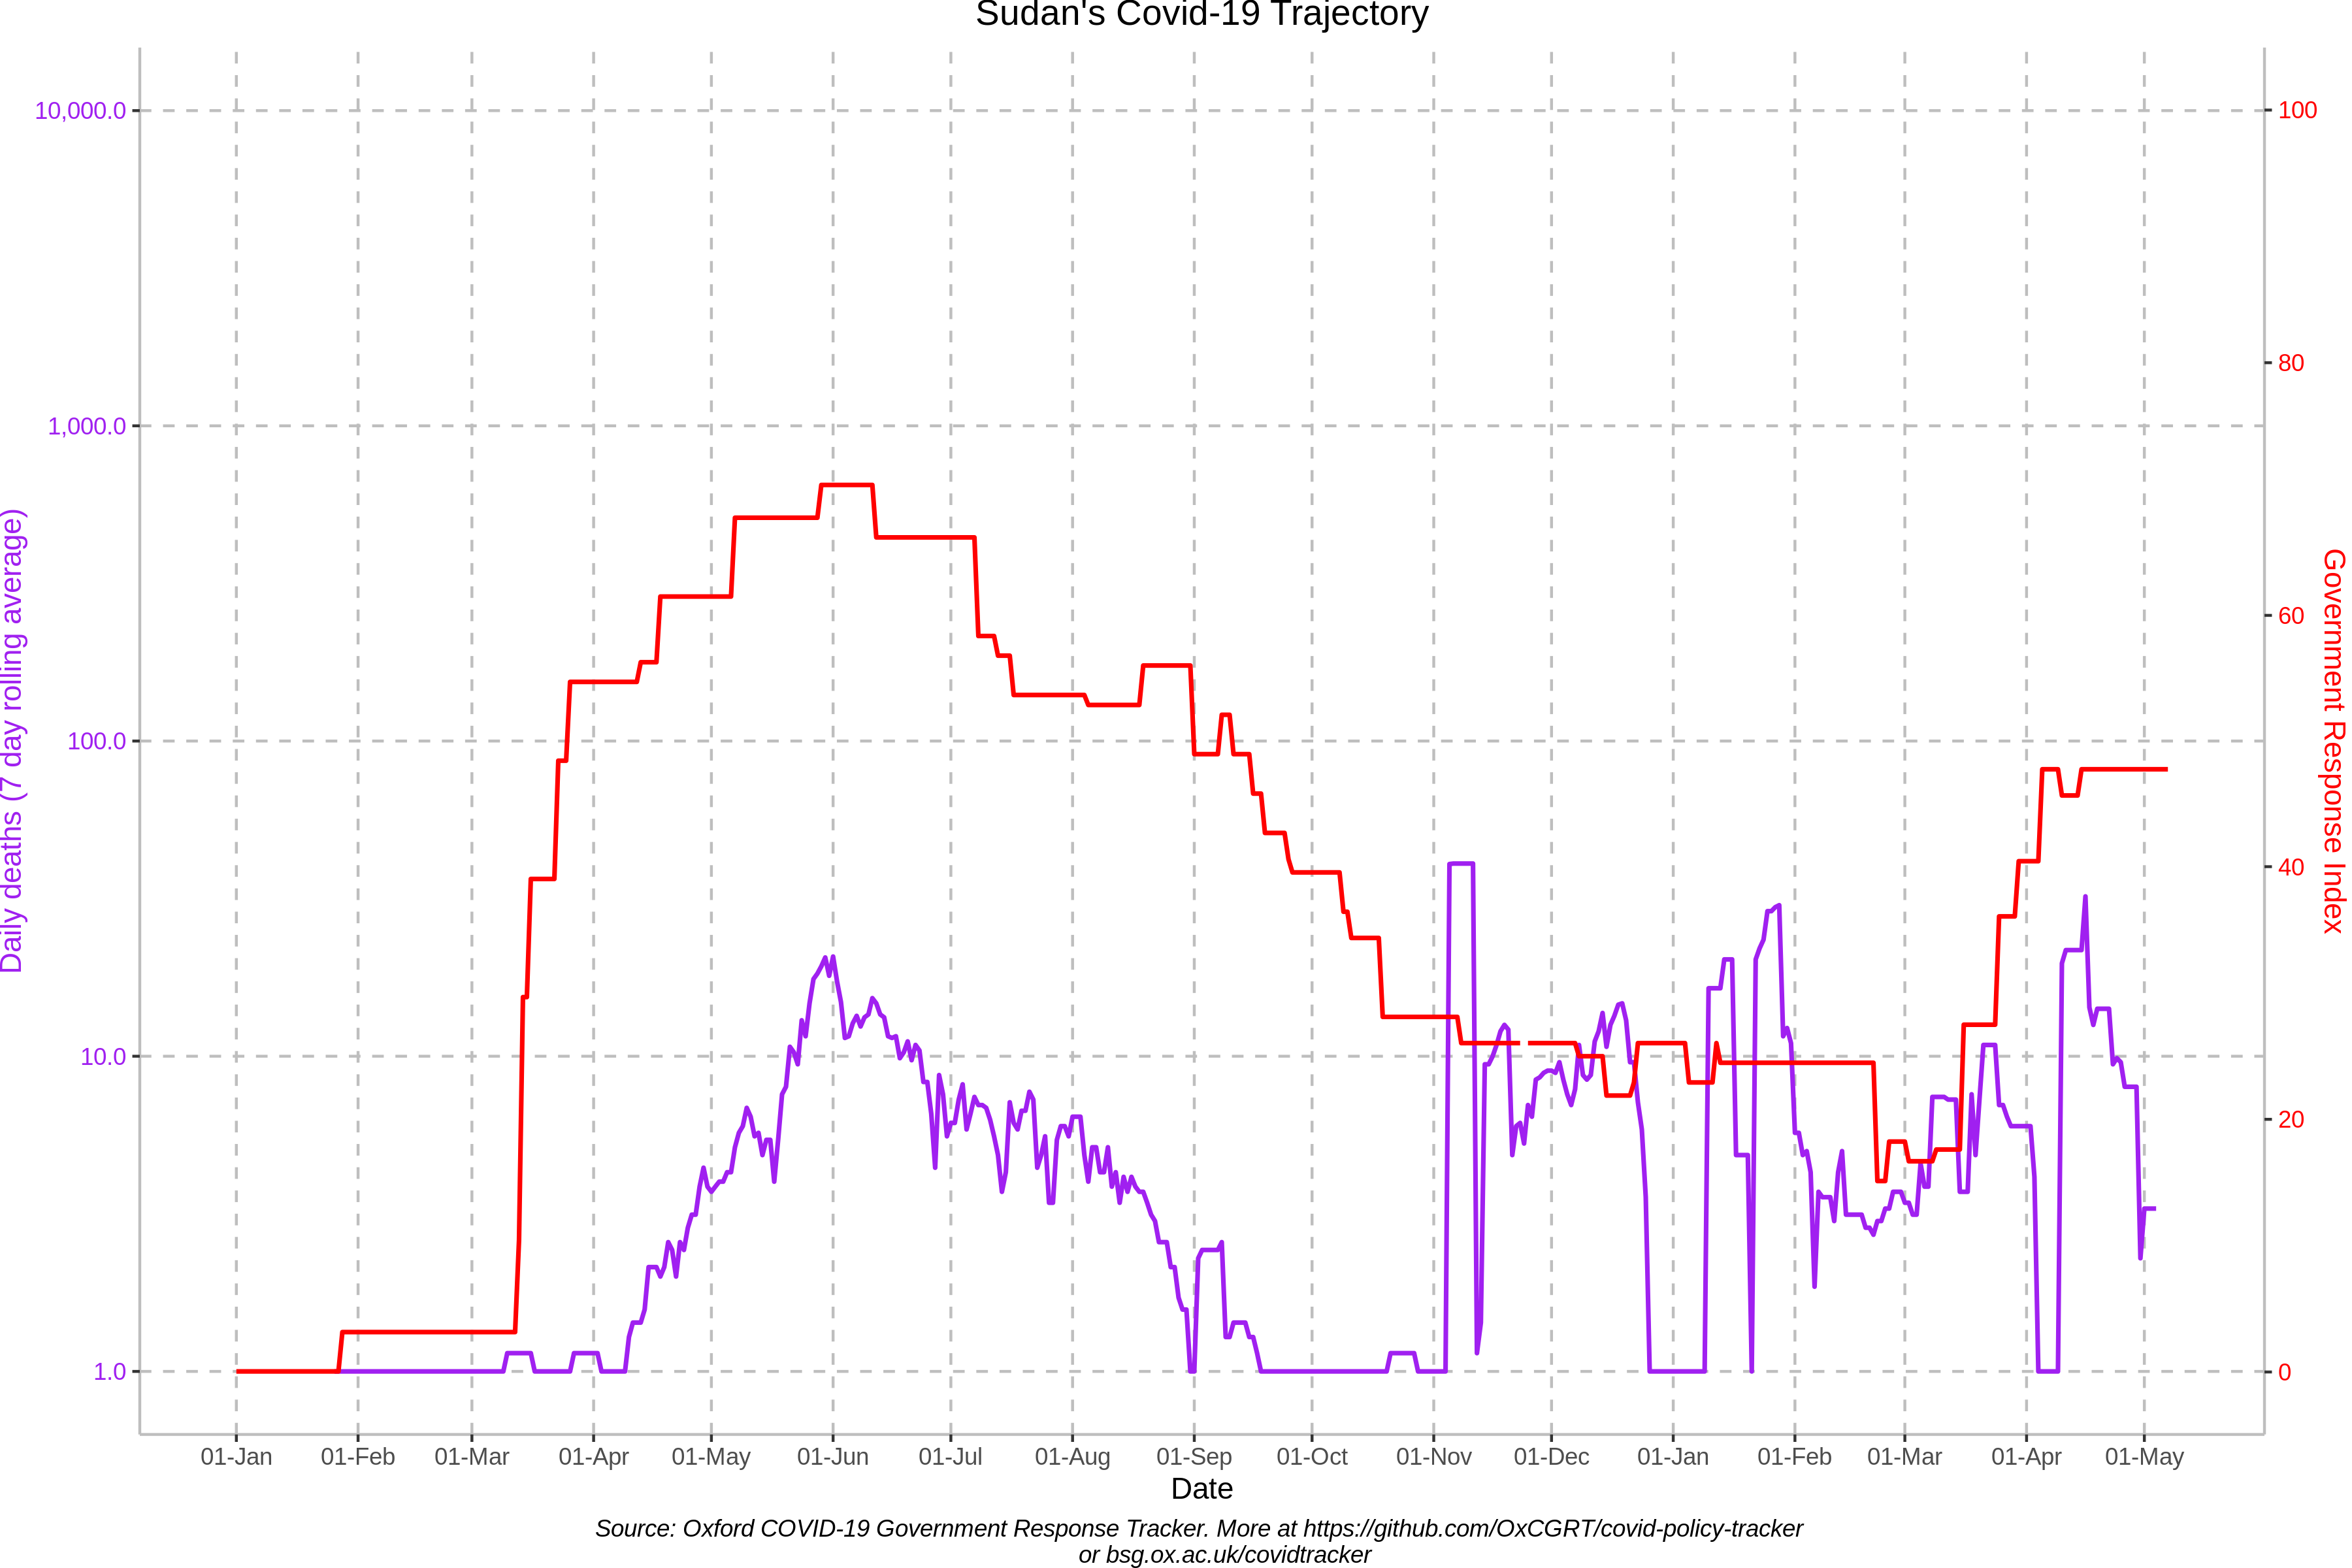 Sudan's Covid-19 Trajectory
10,000.0
1,000.0
100.0
10.0
1.0
Daily deaths (7 day rolling average)
100
80
60
40
20
0
Government Response Index
01-Jan 01-Feb 01-Mar 01-Apr 01-May 01-Jun 01-Jul 01-Aug 01-Sep 01-Oct 01-Nov 01-Dec 01-Jan 01-Feb 01-Mar 01-Apr 01-May
Date
Source: Oxford COVID-19 Government Response Tracker. More at https://github.com/OxCGRT/covid-policy-tracker
or bsg.ox.ac.uk/covidtracker